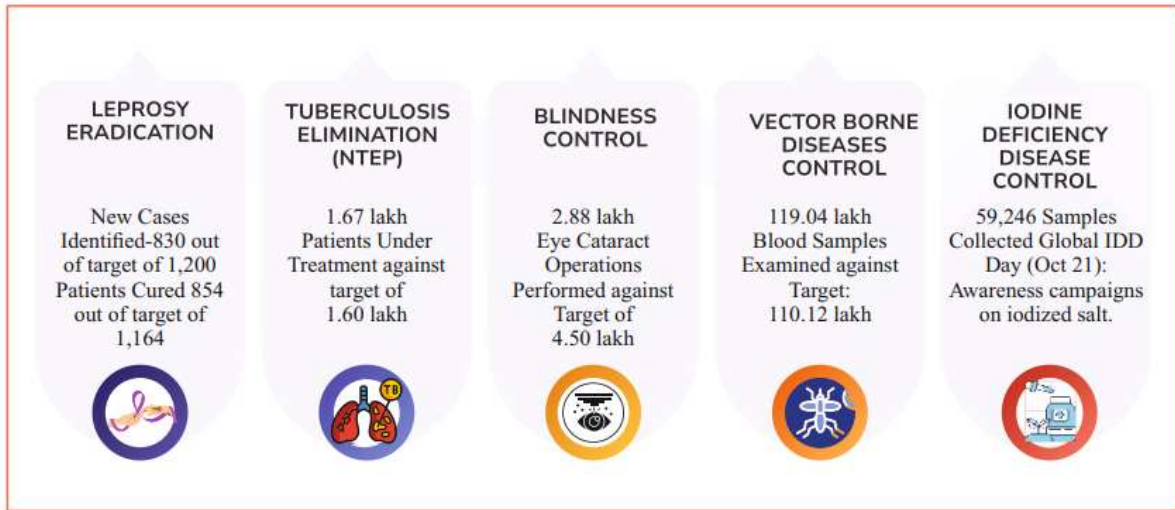 LEPROSY
ERADICATION
New Cases
Identified-830 out
of target of 1,200
Patients Cured 854
out of target of
1,164
TUBERCULOSIS
ELIMINATION
(NTEP)
1.67 lakh
Patients Under
Treatment against
target of
1.60 lakh
TB
BLINDNESS
CONTROL
2.88 lakh
Eye Cataract
Operations
Performed against
Target of
4.50 lakh
VECTOR BORNE
DISEASES
CONTROL
119.04 lakh
Blood Samples
Examined against
Target:
110.12 lakh
IODINE
DEFICIENCY
DISEASE
CONTROL
59,246 Samples
Collected Global IDD
Day (Oct 21):
Awareness campaigns
on iodized salt.